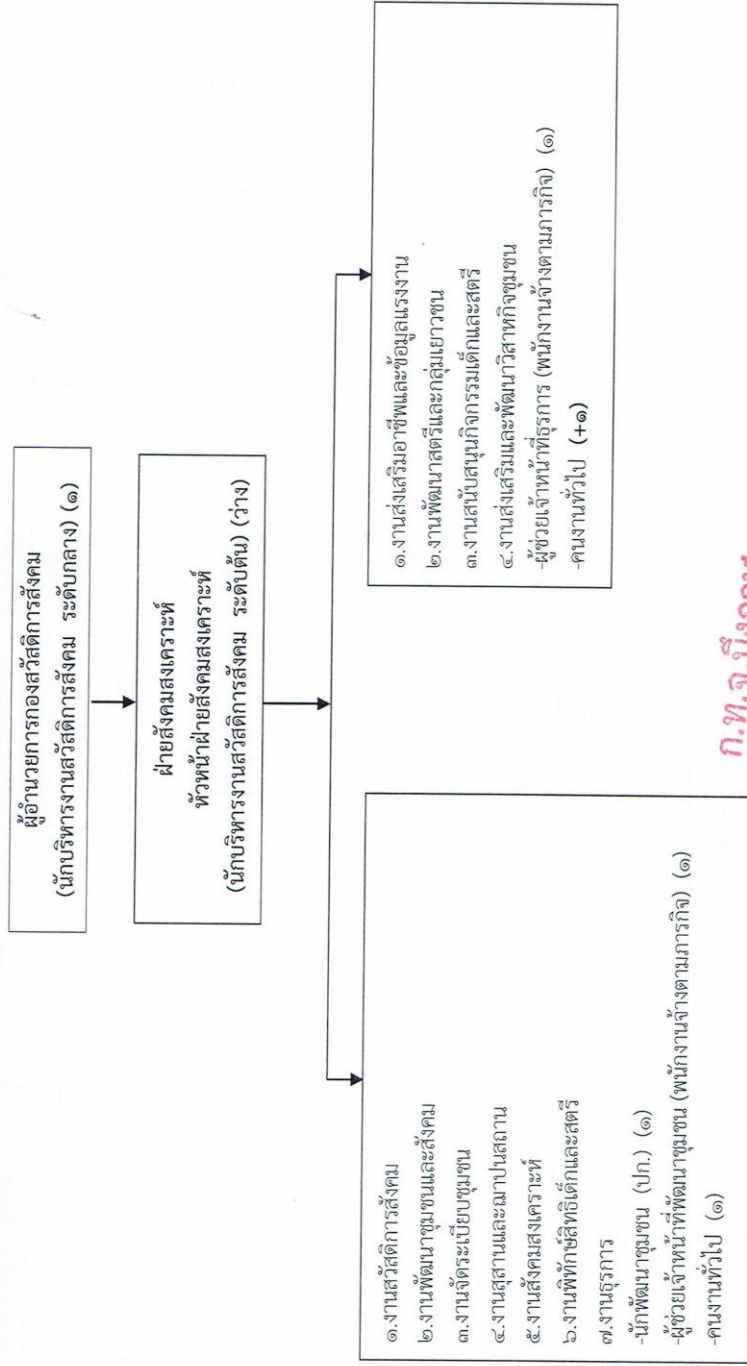 ผู้อำนวยการกองสวัสดิการสังคม
(นักบริหารงานสวัสดิการสังคม ระดับกลาง) (๑)
ฝ่ายสังคมสงเคราะห์
หัวหน้าฝ่ายสังคมสงเคราะห์
(นักบริหารงานสวัสดิการสังคม ระดับต้น) (ว่าง)
๑.งานสวัสดิการสังคม
๒.งานพัฒนาชุมชนและสังคม
๓.งานจัดระเบียบชุมชน
๔.งานสุสานและฌาปนสถาน
๕.งานสังคมสงเคราะห์
๖.งานพิทักษ์สิทธิเด็กและสตรี
๗.งานธุรการ
-นักพัฒนาชุมชน (ปก.) (๑)
-ผู้ช่วยเจ้าหน้าที่พัฒนาชุมชน (พนักงานจ้างตามภารกิจ) (๑)
-คนงานทั่วไป (๑)
๑.งานส่งเสริมอาชีพและข้อมูลแรงงาน
๒.งานพัฒนาสตรีและกลุ่มเยาวชน
๓.งานสนับสนุนกิจกรรมเด็กและสตรี
๔.งานส่งเสริมและพัฒนาวิสาหกิจชุมชน
-ผู้ช่วยเจ้าหน้าที่ธุรการ (พนักงานจ้างตามภารกิจ) (๑)
-คนงานทั่วไป (+๑)